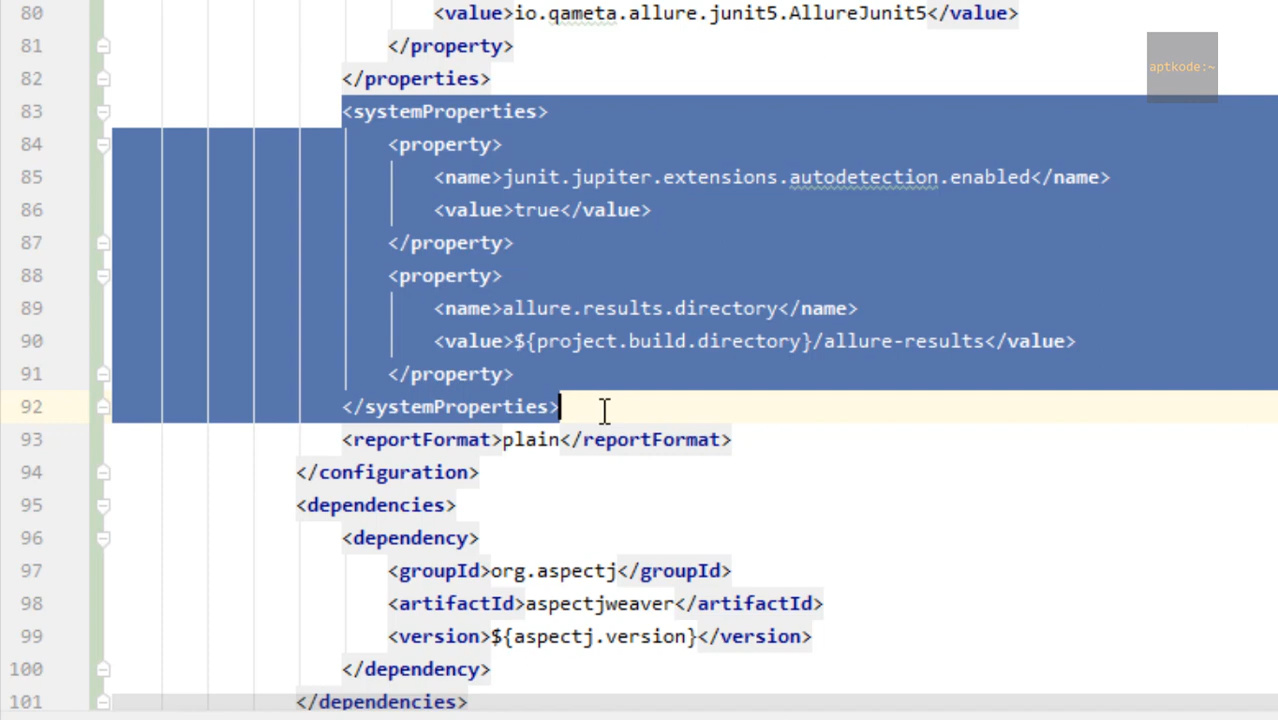 80 <value>io.qameta.allure.junit5.AllureJunit5</value>
81 </property>
82 </properties>
83 <systemProperties>
84 <property>
85 <name>junit.jupiter.extensions.autodetection.enabled</name>
86 <value>true</value>
87 </property>
88 <property>
89 <name>allure.results.directory</name>
90 <value>${project.build.directory}/allure-results</value>
91 </property>
92 </systemProperties>
93 <reportFormat>plain</reportFormat>
94 </configuration>
95 <dependencies>
96 <dependency>
97 <groupId>org.aspectj</groupId>
98 <artifactId>aspectjweaver</artifactId>
99 <version>${aspectj.version}</version>
100 </dependency>
101 </dependencies>
aptkode:~